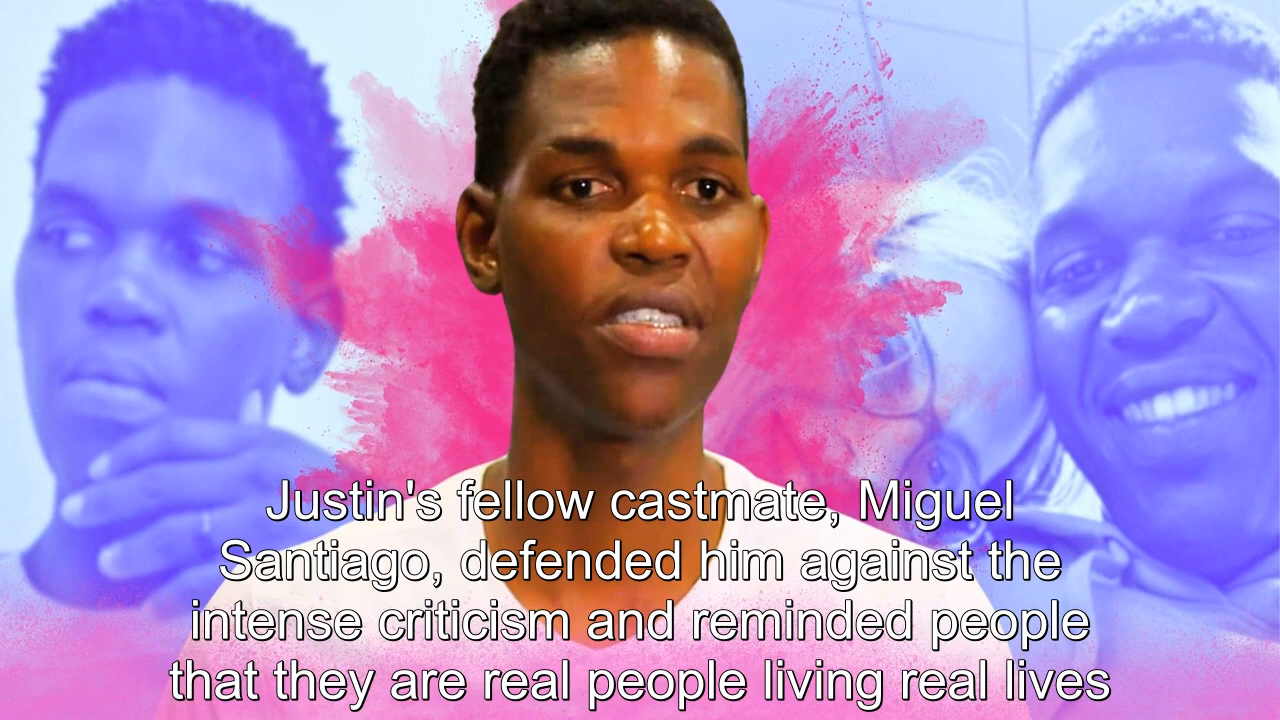 Justin's fellow castmate, Miguel
Santiago, defended him against the
intense criticism and reminded people
that they are real people living real lives